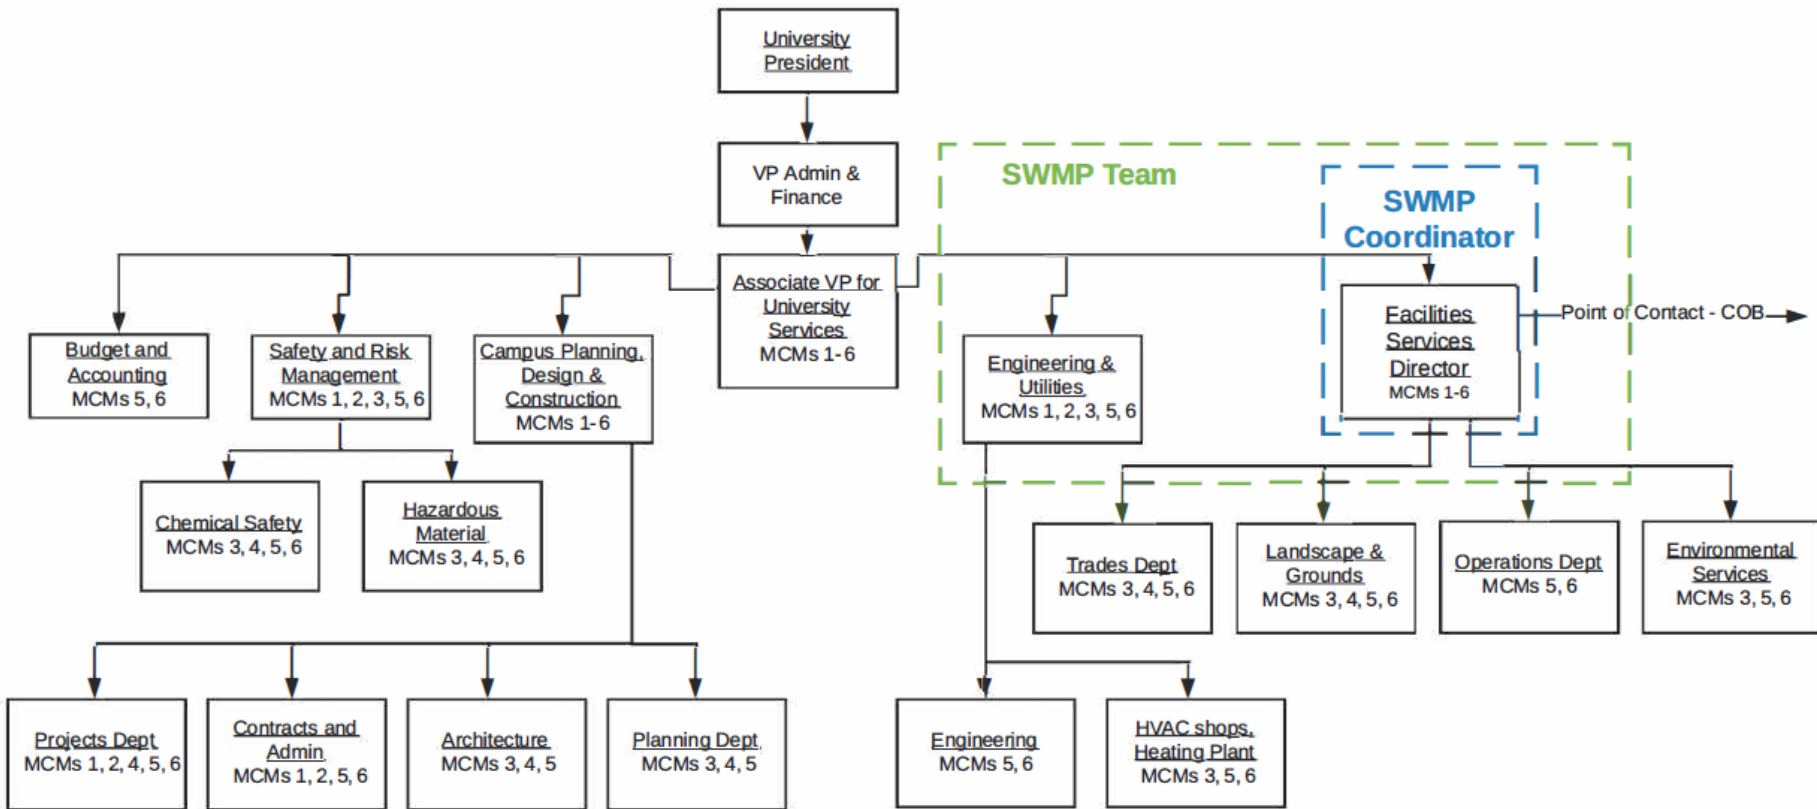 University
President
VP Admin &
Finance
SWMP Team
SWMP
Coordinator
Associate VP for
University
Services
MCMs 1-6
Facilities
Services
Director
MCMs 1-6
Point of Contact - COB
Budget and
Accounting
MCMs 5, 6
Safety and Risk
Management
MCMs 1, 2, 3, 5, 6
Campus Planning,
Design &
Construction
MCMs 1-6
Engineering &
Utilities
MCMs 1, 2, 3, 5, 6
Chemical Safety
MCMs 3, 4, 5, 6
Hazardous
Material
MCMs 3, 4, 5, 6
Trades Dept
MCMs 3, 4, 5, 6
Landscape &
Grounds
MCMs 3, 4, 5, 6
Operations Dept
MCMs 5, 6
Environmental
Services
MCMs 3, 5, 6
Projects Dept
MCMs 1, 2, 4, 5, 6
Contracts and
Admin
MCMs 1, 2, 5, 6
Architecture
MCMs 3, 4, 5
Planning Dept
MCMs 3, 4, 5
Engineering
MCMs 5, 6
HVAC shops,
Heating Plant
MCMs 3, 5, 6